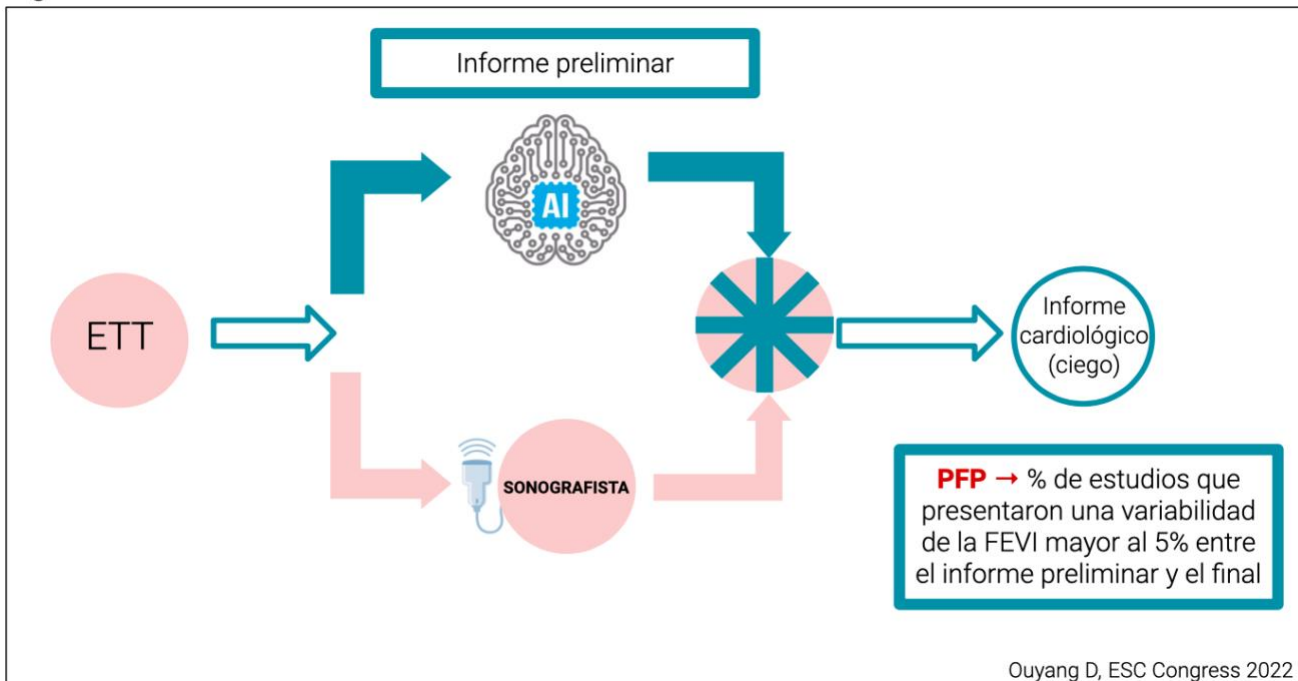 Informe preliminar
AI
ETT
SONOGRAFISTA
Informe
cardiológico
(ciego)
PFP → % de estudios que
presentaron una variabilidad
de la FEVI mayor al 5% entre
el informe preliminar y el final
Ouyang D, ESC Congress 2022